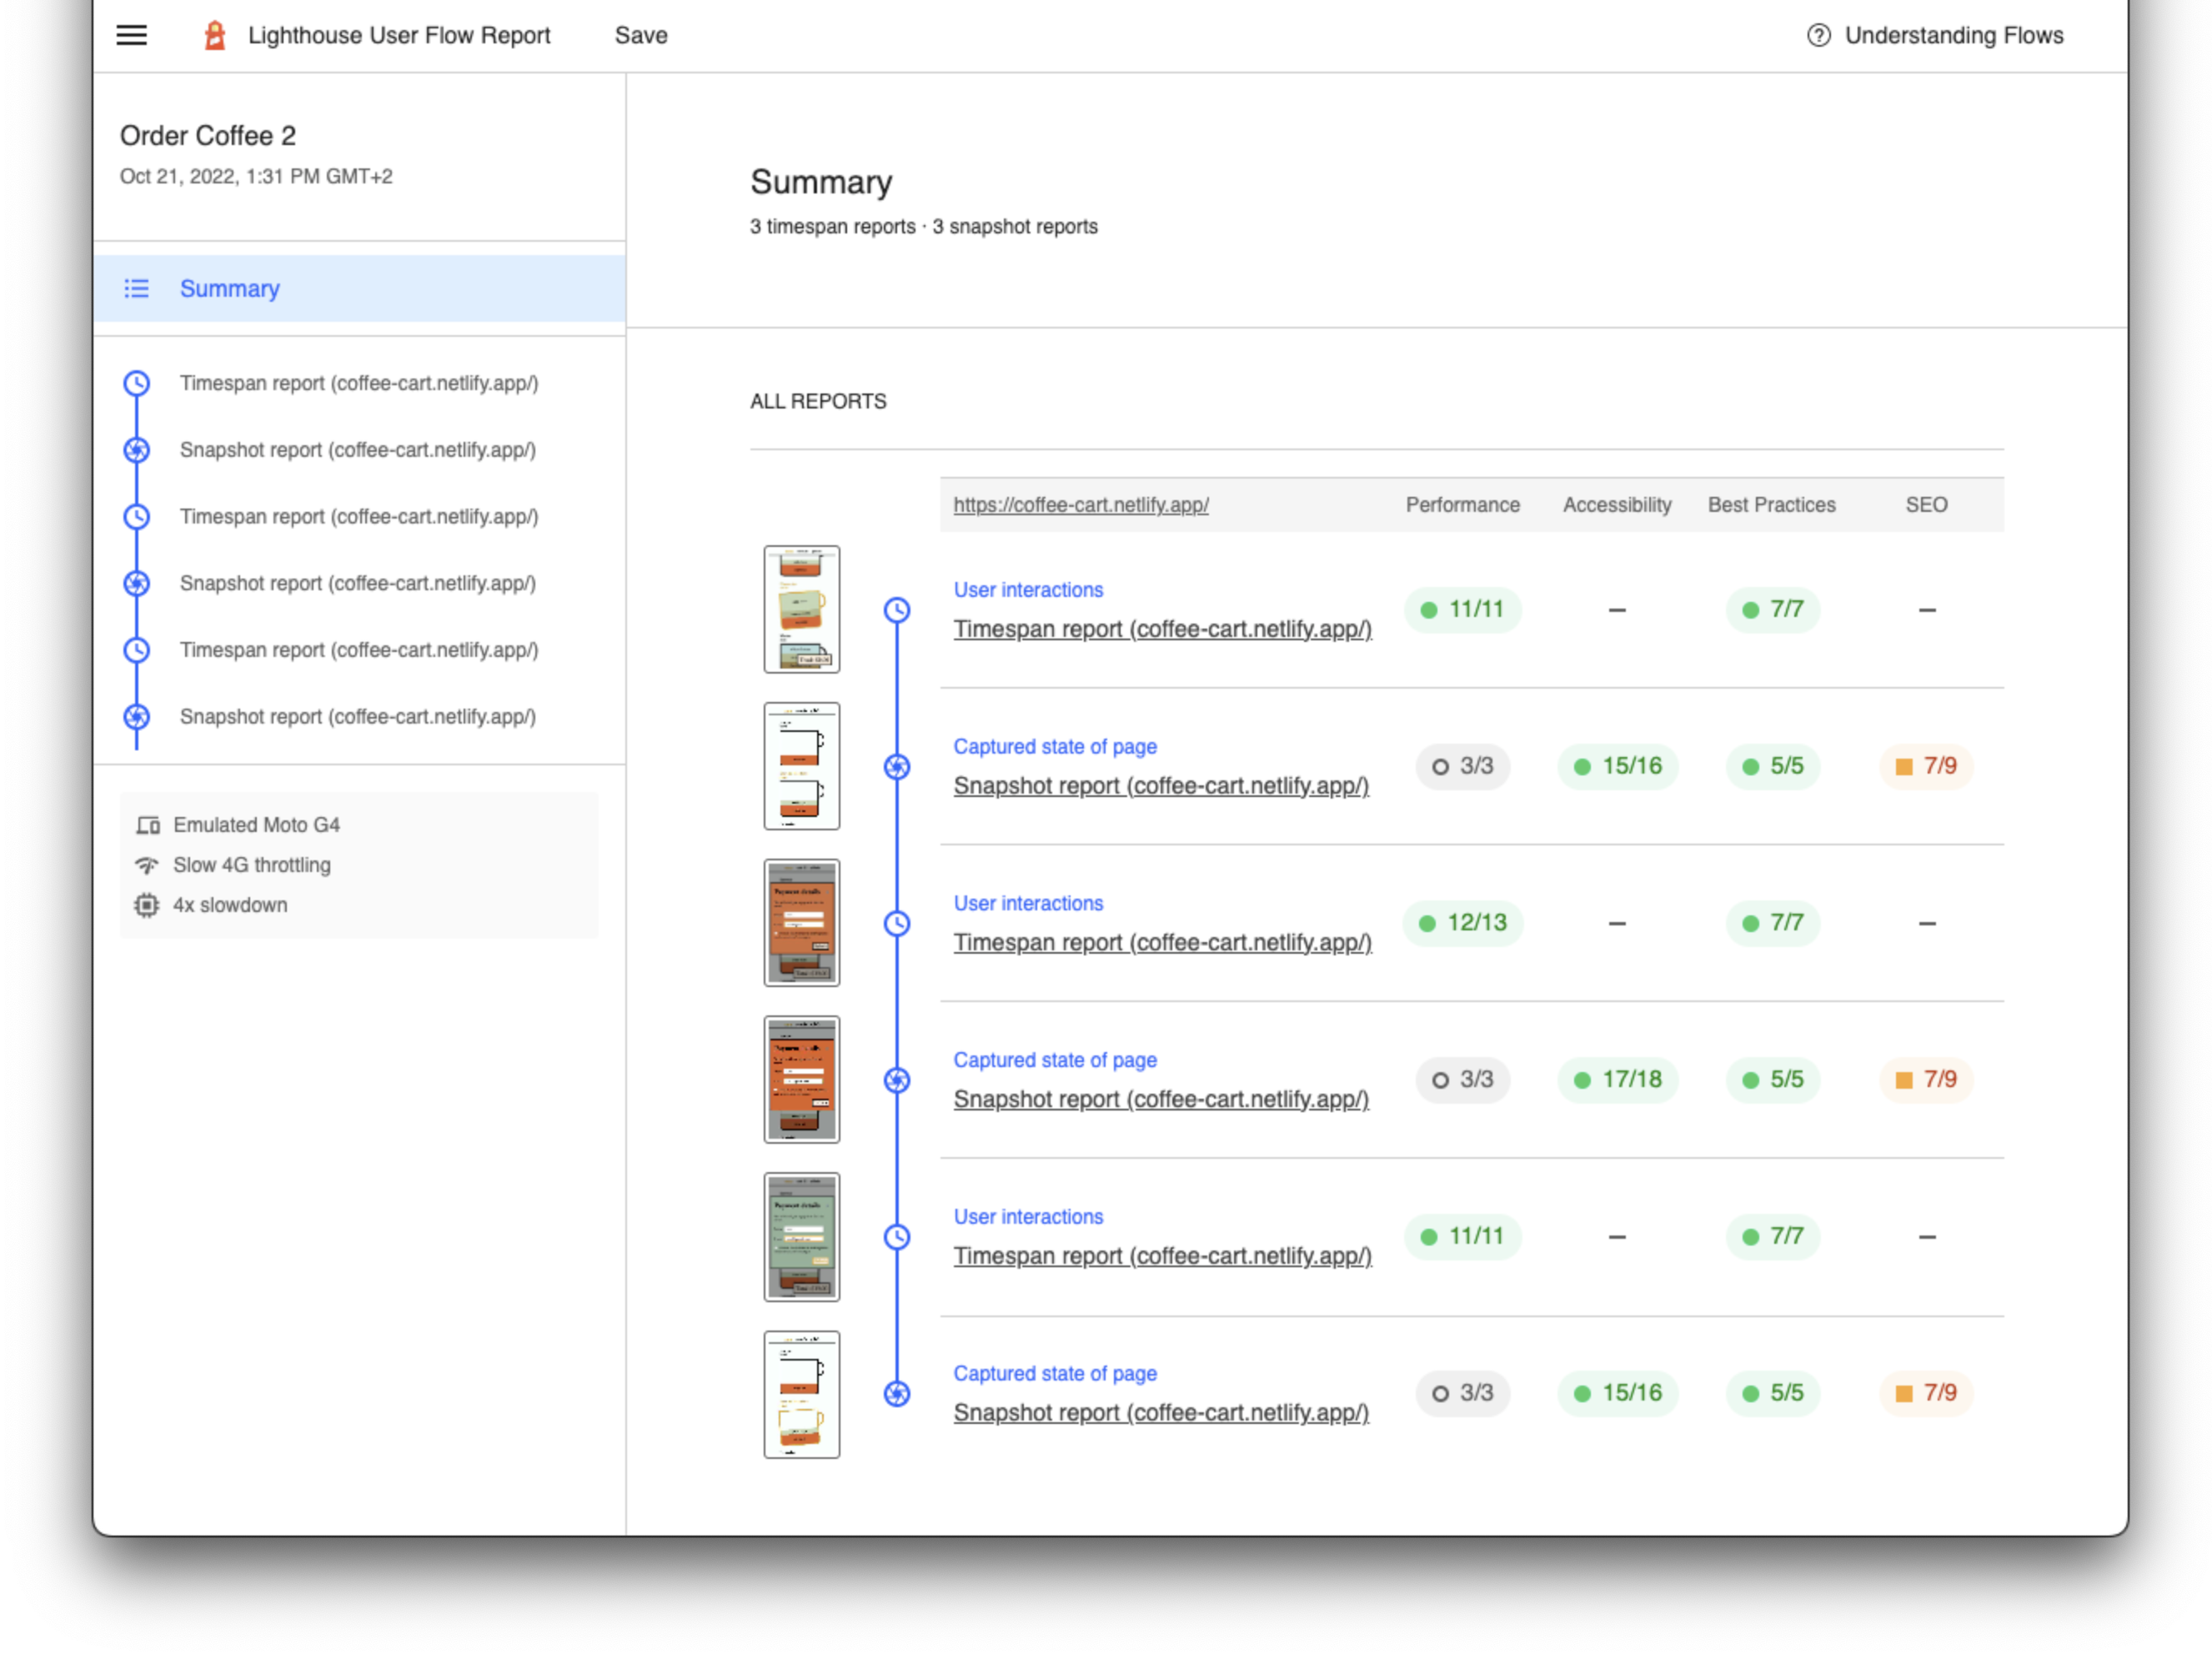 Lighthouse User Flow Report
Save
Understanding Flows
Order Coffee 2
Oct 21, 2022, 1:31 PM GMT+2
Summary
Timespan report (coffee-cart.netlify.app/)
Snapshot report (coffee-cart.netlify.app/)
Timespan report (coffee-cart.netlify.app/)
Snapshot report (coffee-cart.netlify.app/)
Timespan report (coffee-cart.netlify.app/)
Snapshot report (coffee-cart.netlify.app/)
Emulated Moto G4
Slow 4G throttling
4x slowdown
Summary
3 timespan reports · 3 snapshot reports
ALL REPORTS
https://coffee-cart.netlify.app/ Performance Accessibility Best Practices SEO
User interactions
Timespan report (coffee-cart.netlify.app/) 11/11 – 7/7 –
Captured state of page
Snapshot report (coffee-cart.netlify.app/) 3/3 15/16 5/5 7/9
User interactions
Timespan report (coffee-cart.netlify.app/) 12/13 – 7/7 –
Captured state of page
Snapshot report (coffee-cart.netlify.app/) 3/3 17/18 5/5 7/9
User interactions
Timespan report (coffee-cart.netlify.app/) 11/11 – 7/7 –
Captured state of page
Snapshot report (coffee-cart.netlify.app/) 3/3 15/16 5/5 7/9